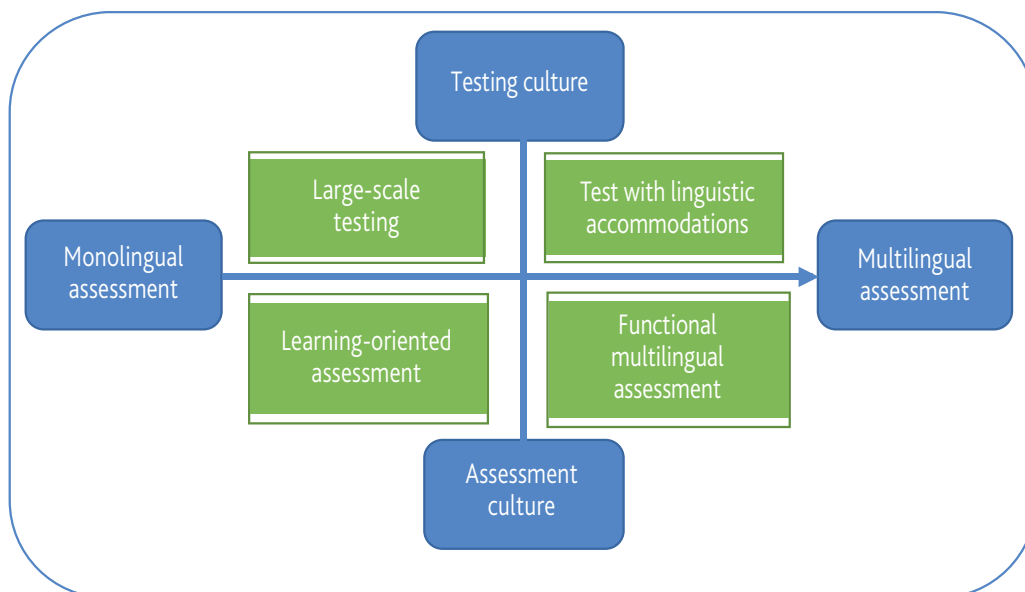 Testing culture
Large-scale
testing
Test with linguistic
accommodations
Monolingual
assessment
Multilingual
assessment
Learning-oriented
assessment
Functional
multilingual
assessment
Assessment
culture